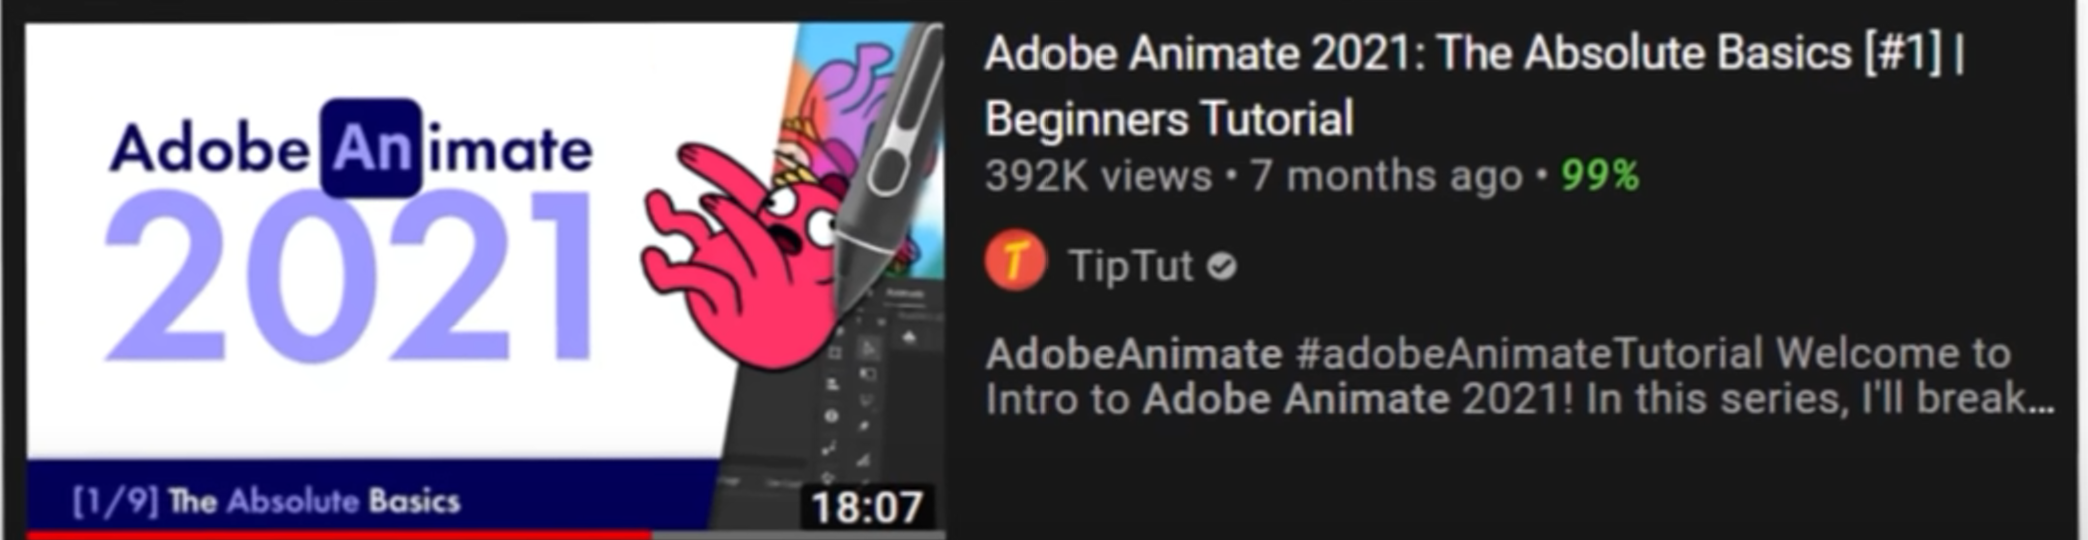 Adobe Animate
2021
[1/9] The Absolute Basics
18:07
Adobe Animate 2021: The Absolute Basics [#1] |
Beginners Tutorial
392K views • 7 months ago • 99%
T
TipTut
AdobeAnimate #adobeAnimateTutorial Welcome to
Intro to Adobe Animate 2021! In this series, I'll break...